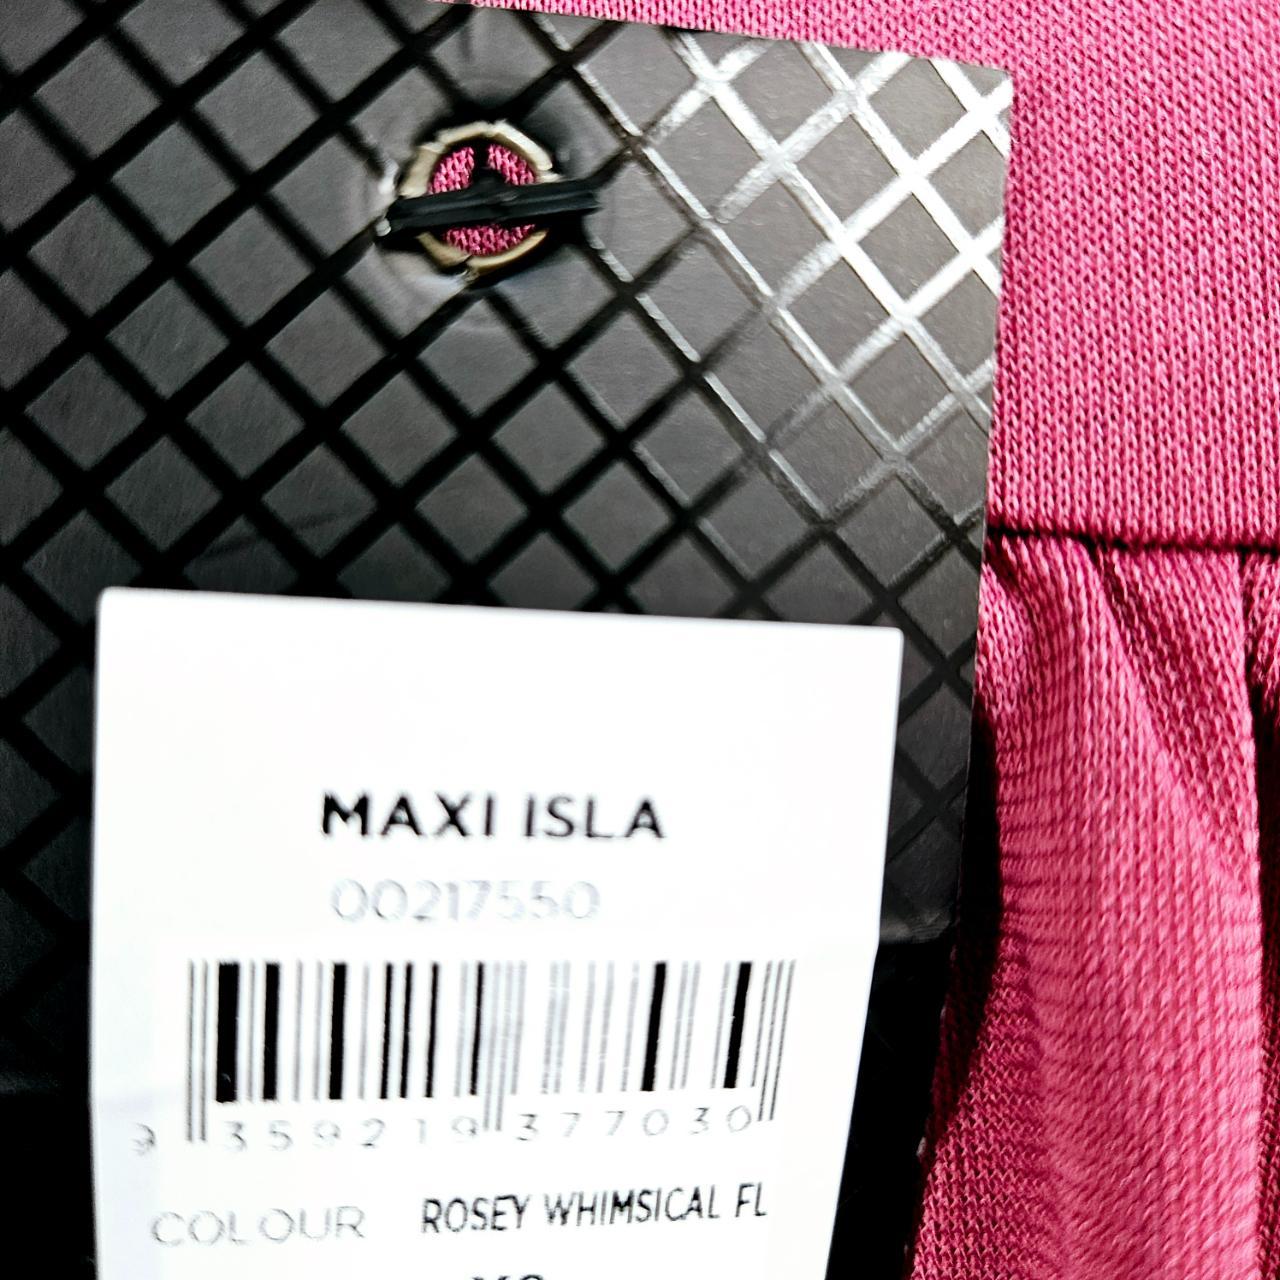 MAXI ISLA
00217550
9 359219 377030
COLOUR ROSEY WHIMSICAL FL